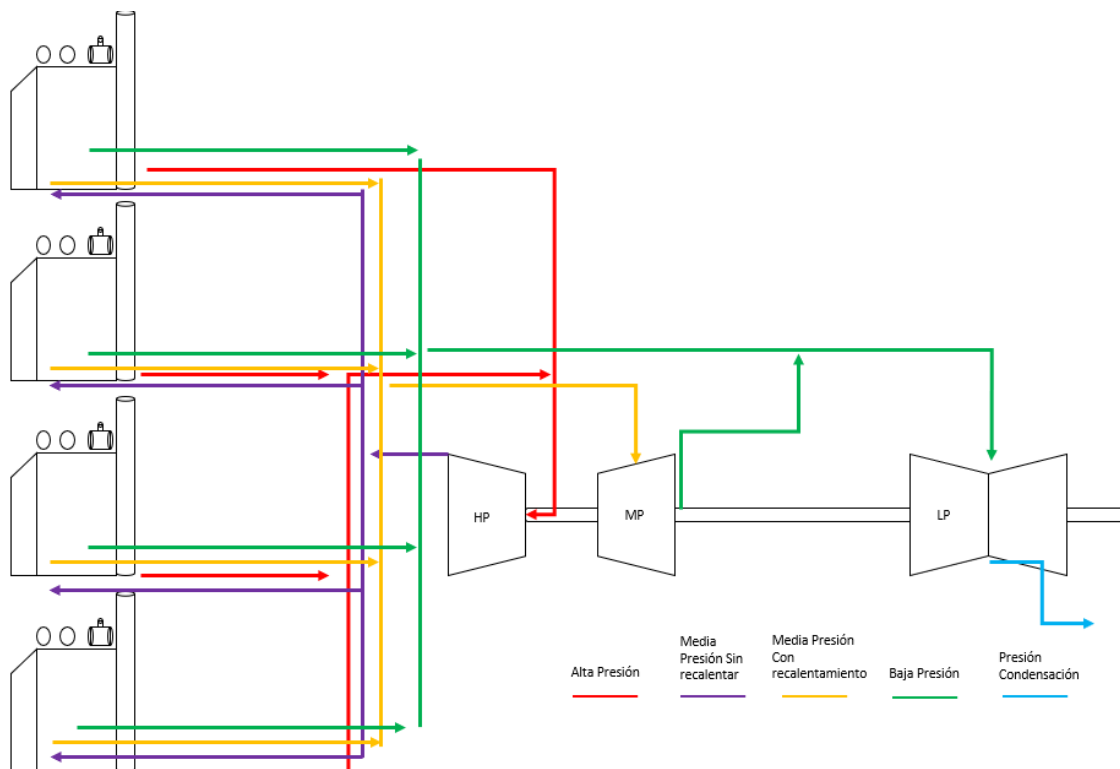 HP
MP
LP
Alta Presión
Media
Presión Sin
recalentar
Media Presión
Con
recalentamiento
Baja Presión
Presión
Condensación